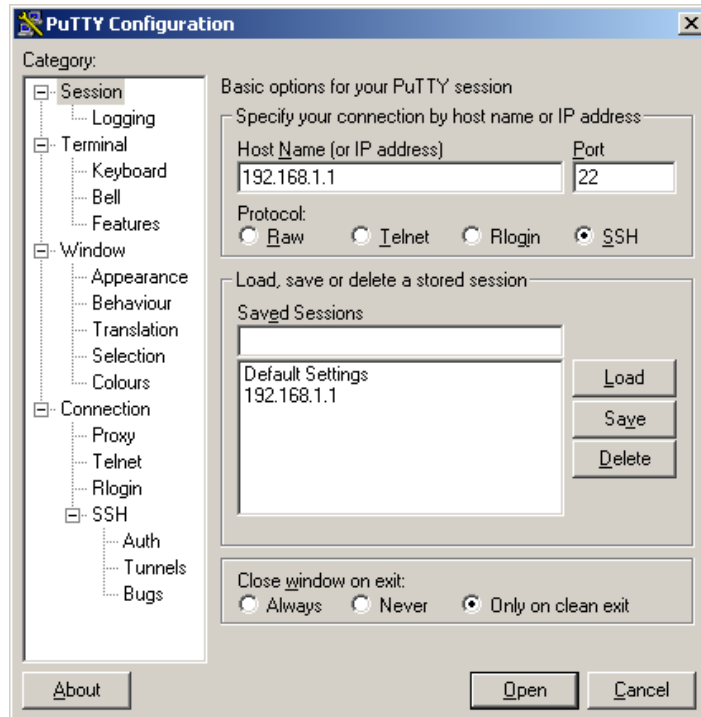 PuTTY Configuration
Category:
Session
Logging
Terminal
Keyboard
Bell
Features
Window
Appearance
Behaviour
Translation
Selection
Colours
Connection
Proxy
Telnet
Rlogin
SSH
Auth
Tunnels
Bugs
Basic options for your PuTTY session
Specify your connection by host name or IP address
Host Name (or IP address) Port
192.168.1.1 22
Protocol:
Raw Telnet Rlogin SSH
Load, save or delete a stored session
Saved Sessions
Default Settings
192.168.1.1
Load
Save
Delete
Close window on exit:
Always Never Only on clean exit
About Open Cancel